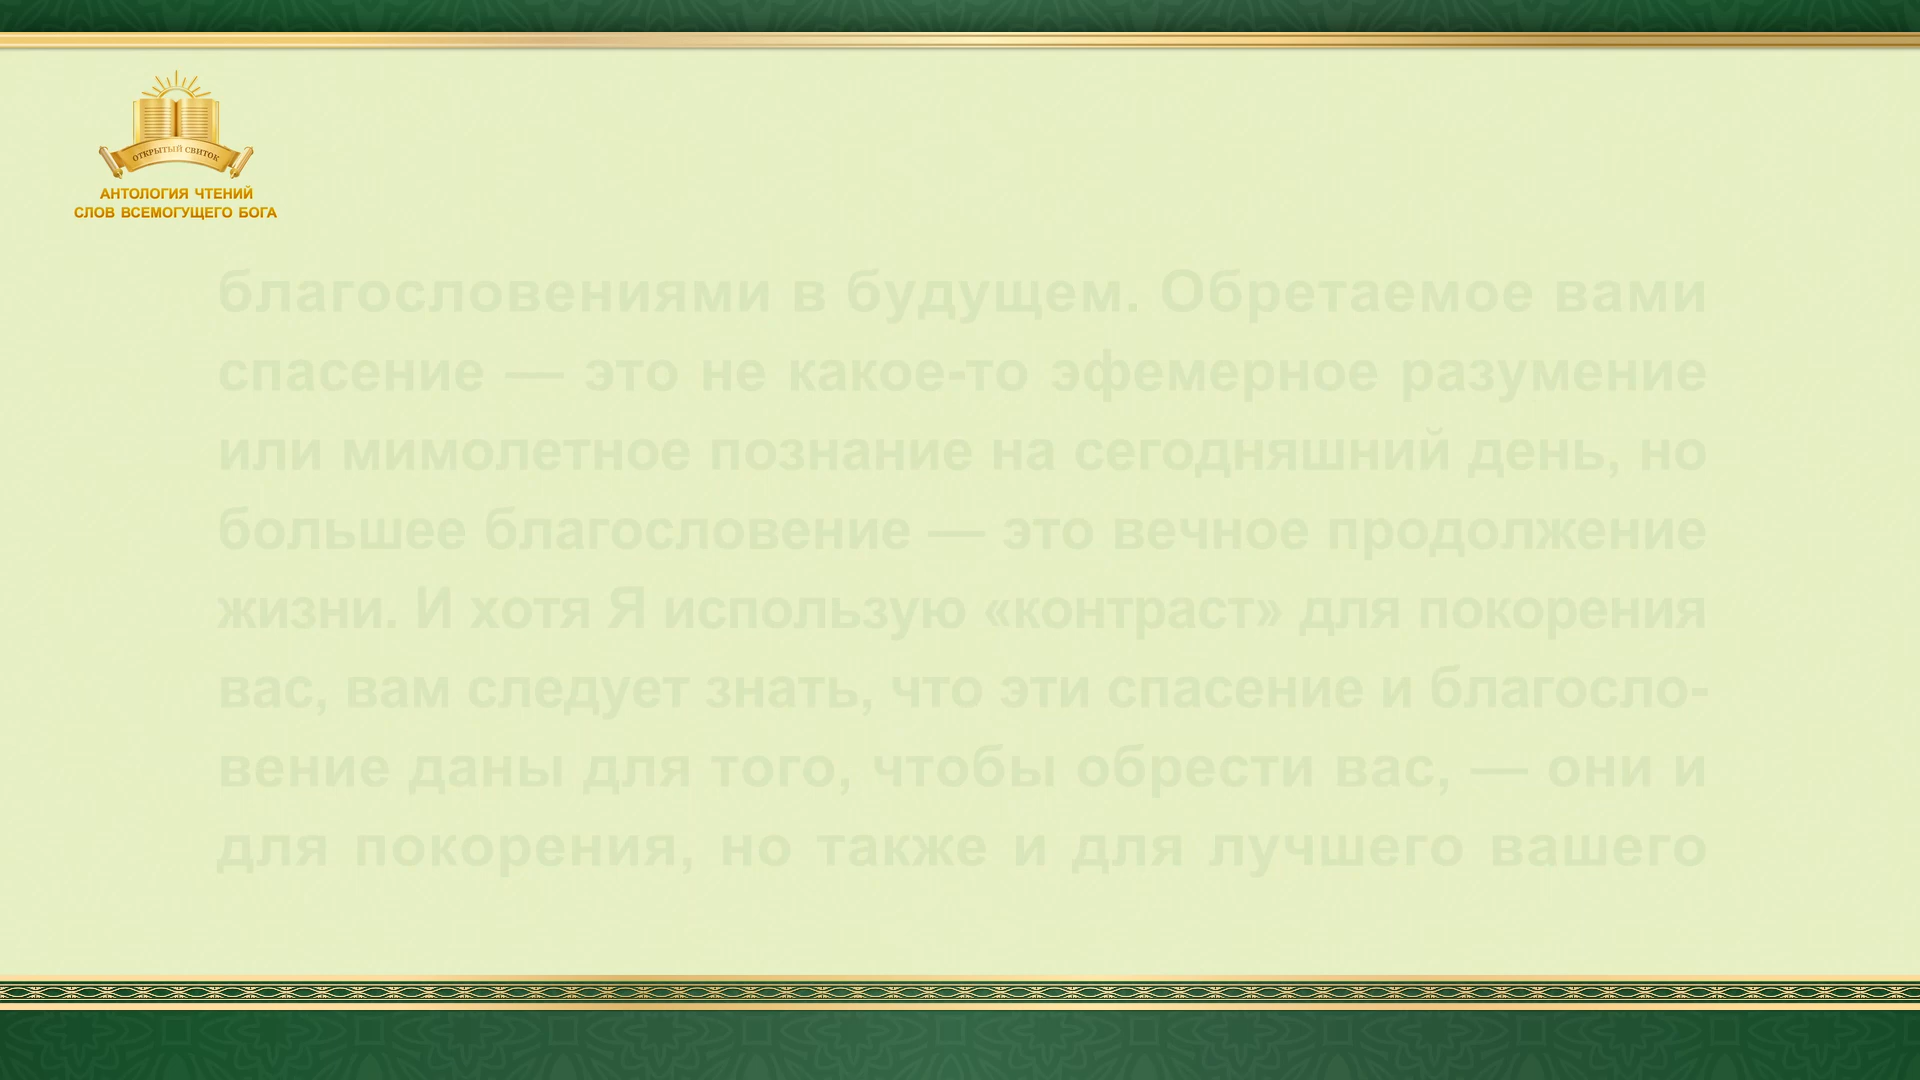 ОТКРЫТЫЙ СВИТОК
АНТОЛОГИЯ ЧТЕНИЙ
СЛОВ ВСЕМОГУЩЕГО БОГА
благословениями в будущем. Обретаемое вами
спасение — это не какое-то эфемерное разумение
или мимолетное познание на сегодняшний день, но
большее благословение — это вечное продолжение
жизни. И хотя Я использую «контраст» для покорения
вас, вам следует знать, что эти спасение и благосло-
вение даны для того, чтобы обрести вас, — они и
для покорения, но также и для лучшего вашего